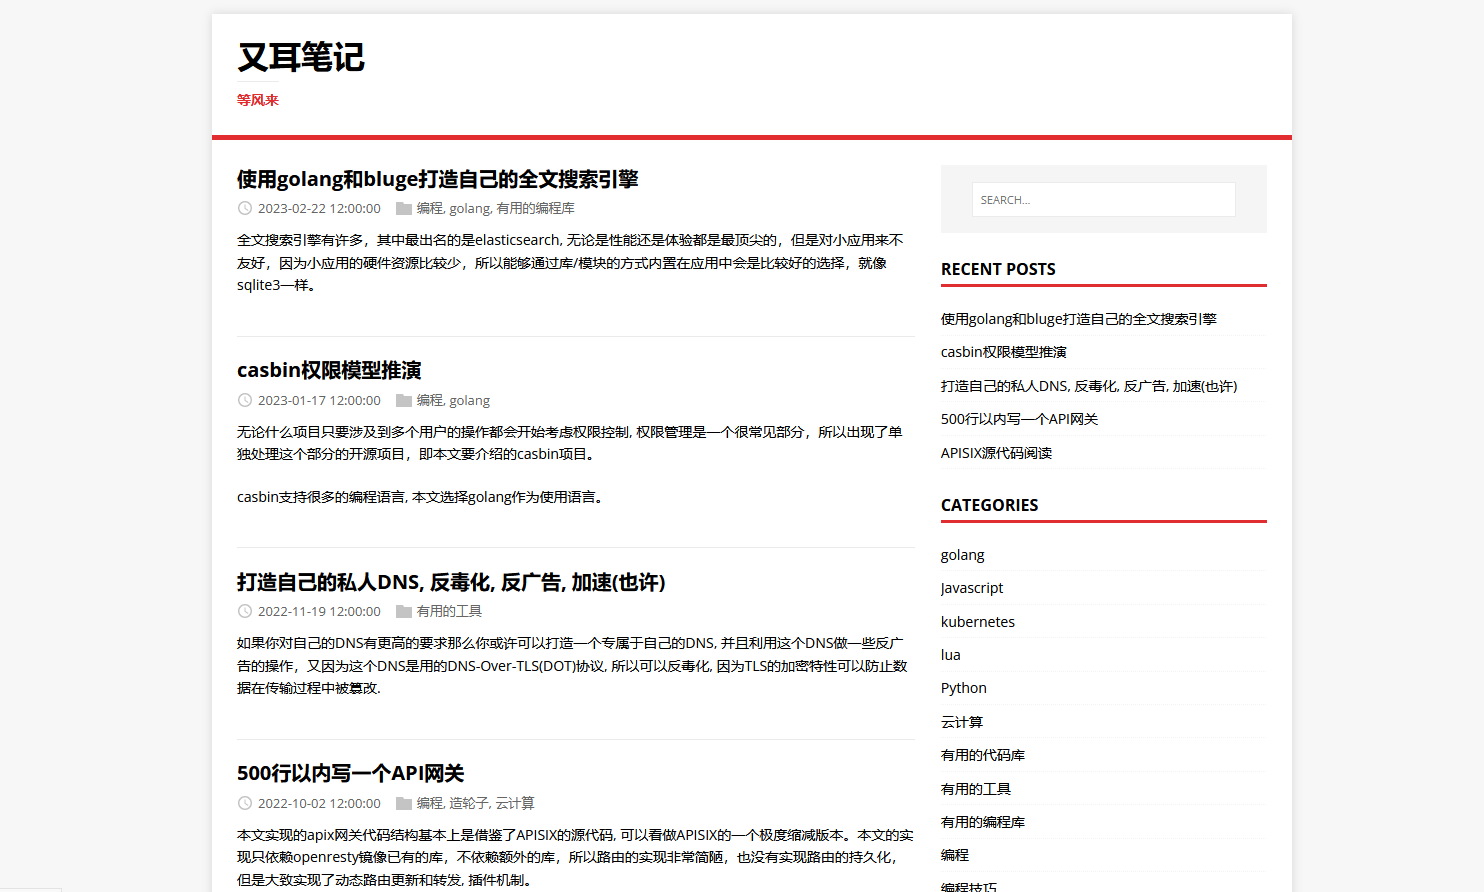 又耳笔记
等风来
使用golang和bluge打造自己的全文搜索引擎
2023-02-22 12:00:00 编程, golang, 有用的编程库
全文搜索引擎有许多，其中最出名的是elasticsearch, 无论是性能还是体验都是最顶尖的，但是对小应用来不
友好，因为小应用的硬件资源比较少，所以能够通过库/模块的方式内置在应用中会是比较好的选择，就像
sqlite3一样。
casbin权限模型推演
2023-01-17 12:00:00 编程, golang
无论什么项目只要涉及到多个用户的操作都会开始考虑权限控制, 权限管理是一个很常见部分，所以出现了单
独处理这个部分的开源项目，即本文要介绍的casbin项目。
casbin支持很多的编程语言, 本文选择golang作为使用语言。
打造自己的私人DNS, 反毒化, 反广告, 加速(也许)
2022-11-19 12:00:00 有用的工具
如果你对自己的DNS有更高的要求那么你或许可以打造一个专属于自己的DNS, 并且利用这个DNS做一些反广
告的操作，又因为这个DNS是用的DNS-Over-TLS(DOT)协议, 所以可以反毒化, 因为TLS的加密特性可以防止数
据在传输过程中被篡改.
500行以内写一个API网关
2022-10-02 12:00:00 编程, 造轮子, 云计算
本文实现的apix网关代码结构基本上是借鉴了APISIX的源代码, 可以看做APISIX的一个极度缩减版本。本文的实
现只依赖openresty镜像已有的库，不依赖额外的库，所以路由的实现非常简陋，也没有实现路由的持久化，
但是大致实现了动态路由更新和转发, 插件机制。
SEARCH...
RECENT POSTS
使用golang和bluge打造自己的全文搜索引擎
casbin权限模型推演
打造自己的私人DNS, 反毒化, 反广告, 加速(也许)
500行以内写一个API网关
APISIX源代码阅读
CATEGORIES
golang
Javascript
kubernetes
lua
Python
云计算
有用的代码库
有用的工具
有用的编程库
编程
编程技巧